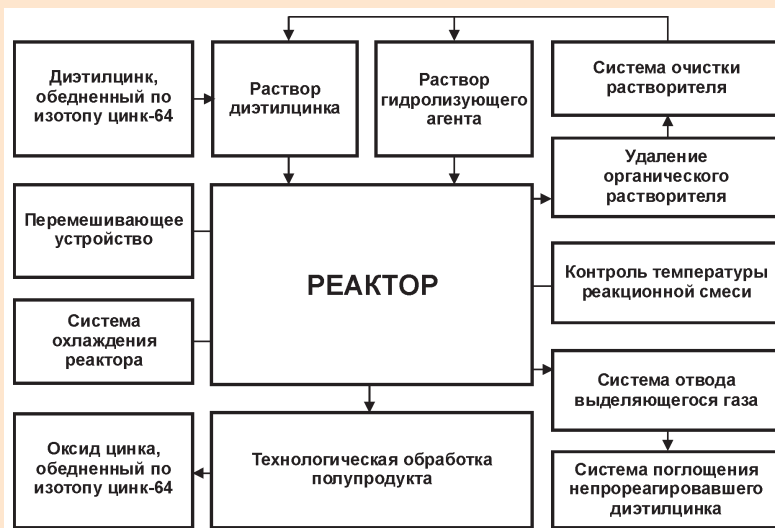 Диэтилцинк,
обедненный по
изотопу цинк-64
Раствор
диэтилцинка
Раствор
гидролизующего
агента
Система очистки
растворителя
Удаление
органического
растворителя
Перемешивающее
устройство
РЕАКТОР
Контроль температуры
реакционной смеси
Система
охлаждения
реактора
Система отвода
выделяющегося газа
Оксид цинка,
обедненный по
изотопу цинк-64
Технологическая обработка
полупродукта
Система поглощения
непрореагировавшего
диэтилцинка